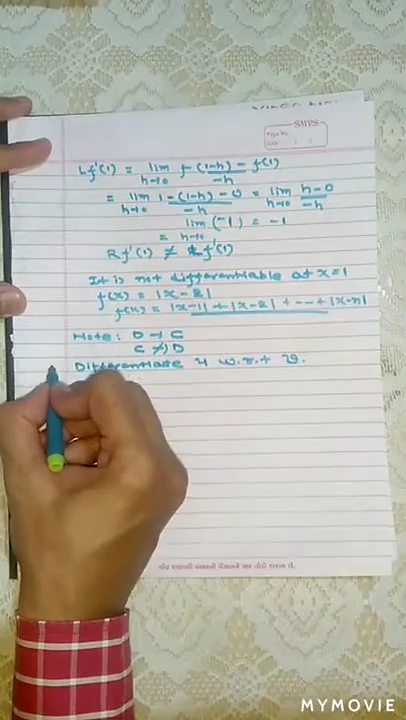 SMPS
Page No.
Date
Lf'(1) = lim h→0 f(1-h) - f(1) / -h
= lim h→0 1-(1-h) - 0 / -h = lim h→0 h-0 / -h
= lim h→0 (-1) = -1
Rf'(1) ≠ Lf'(1)
It is not differentiable at x=1
f(x) = |x-2|
f(x) = |x-1| + |x-2| + --- + |x-n|
Note: D → C
C ↛ D
Differentiate u w.r.t v.
MYMOVIE